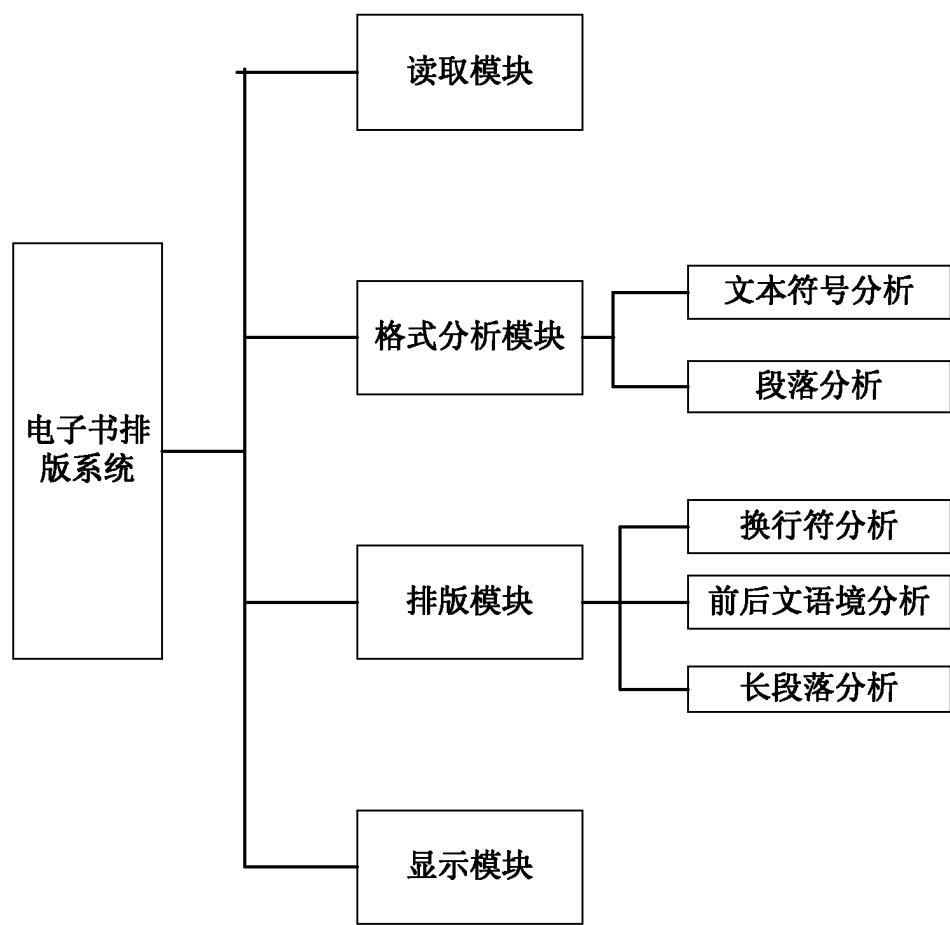 读取模块
格式分析模块
文本符号分析
段落分析
电子书排
版系统
排版模块
换行符分析
前后文语境分析
长段落分析
显示模块